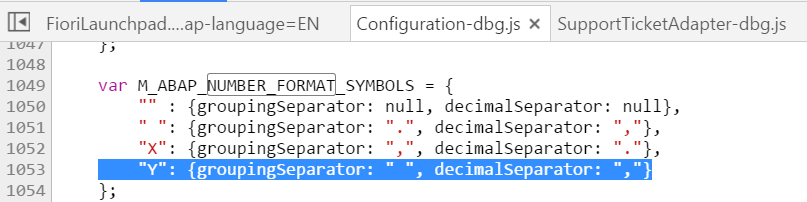 FioriLaunchpad....ap-language=EN Configuration-dbg.js × SupportTicketAdapter-dbg.js
1047 };
1048
1049 var M_ABAP_NUMBER_FORMAT_SYMBOLS = {
1050 "" : {groupingSeparator: null, decimalSeparator: null},
1051 " ": {groupingSeparator: ".", decimalSeparator: ","},
1052 "X": {groupingSeparator: ",", decimalSeparator: "."},
1053 "Y": {groupingSeparator: " ", decimalSeparator: ","}
1054 };